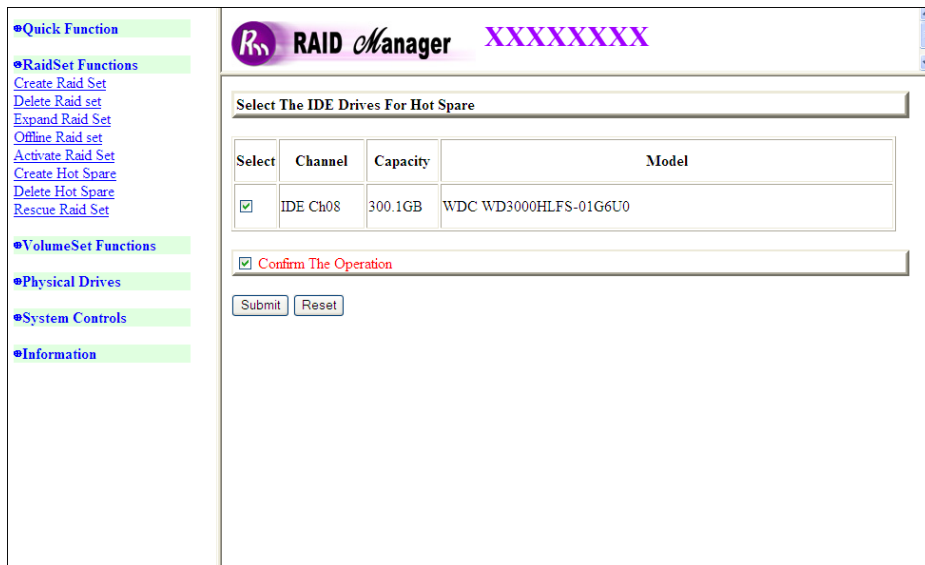 Quick Function
RaidSet Functions
Create Raid Set
Delete Raid set
Expand Raid Set
Offline Raid set
Activate Raid Set
Create Hot Spare
Delete Hot Spare
Rescue Raid Set
VolumeSet Functions
Physical Drives
System Controls
Information
Rm RAID Manager XXXXXXXX
Select The IDE Drives For Hot Spare
Select Channel Capacity Model
IDE Ch08 300.1GB WDC WD3000HLFS-01G6U0
Confirm The Operation
Submit Reset